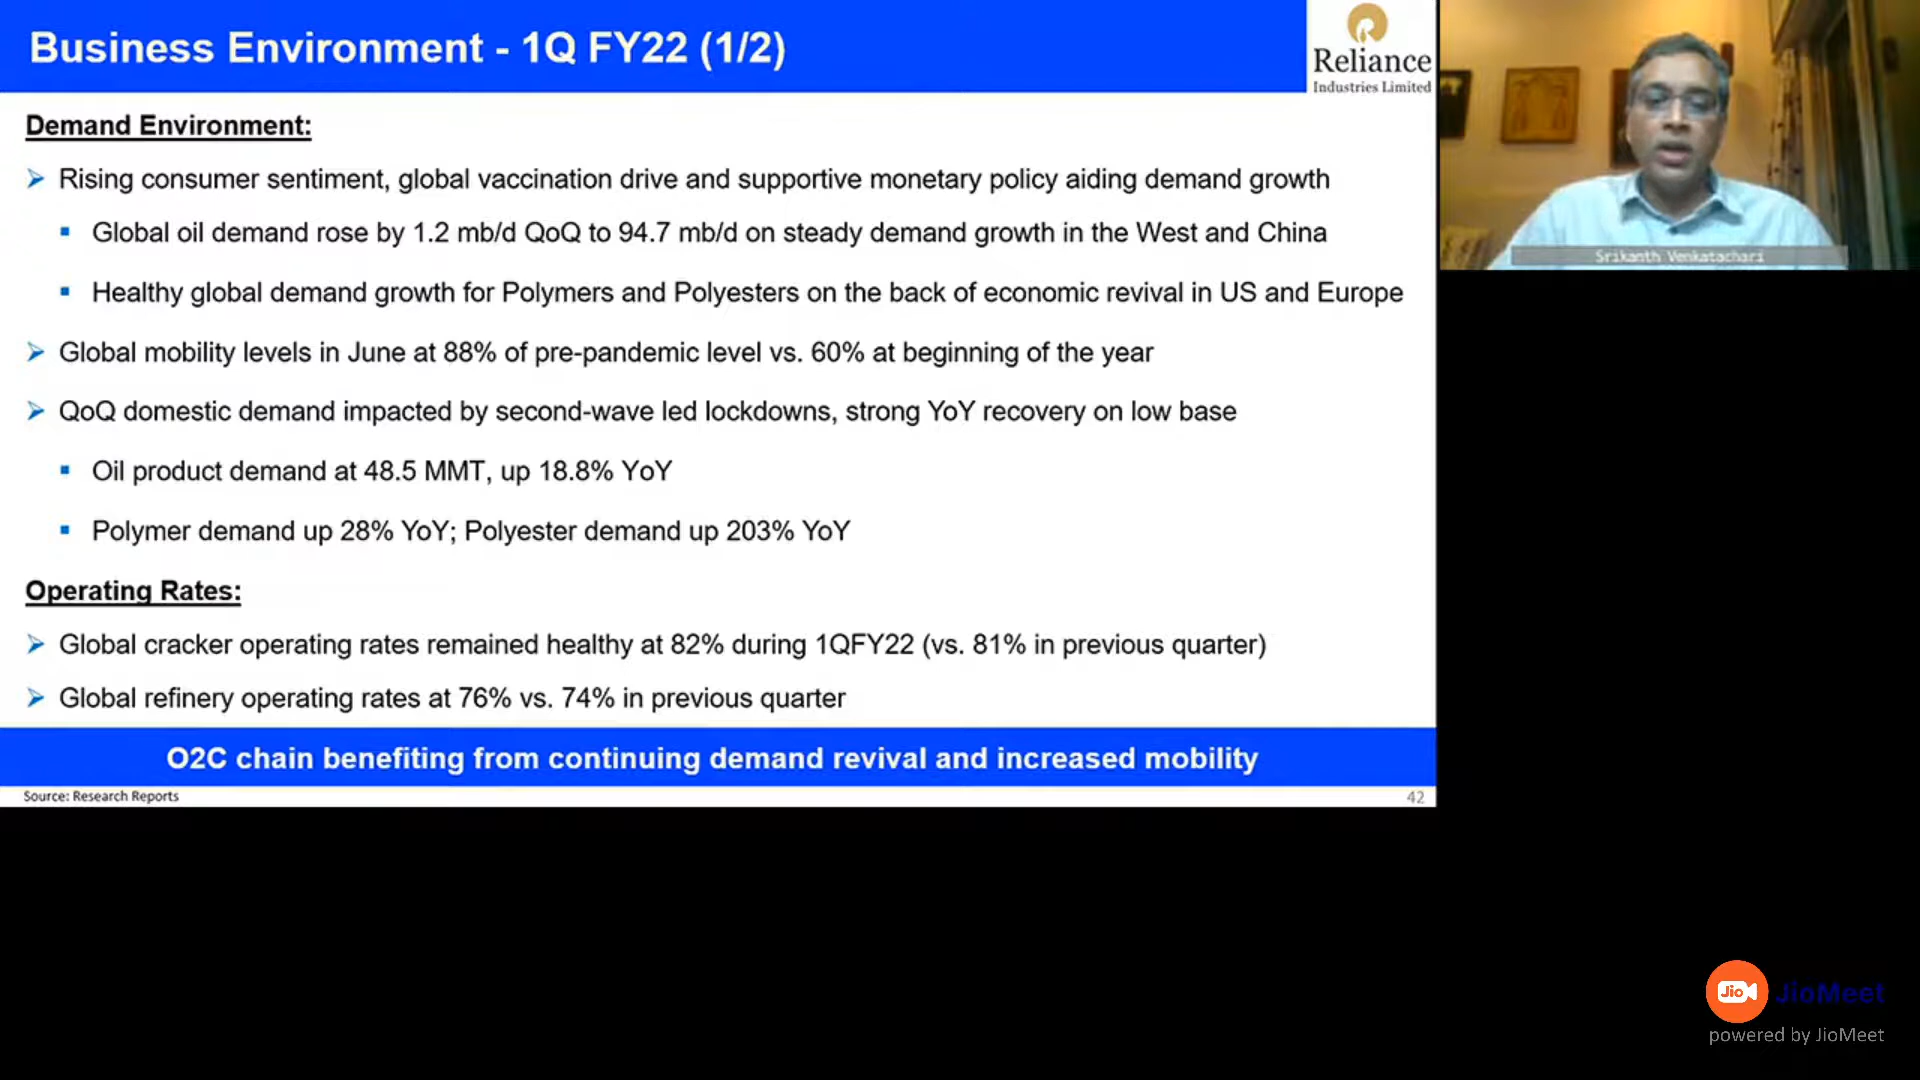 Business Environment - 1Q FY22 (1/2)
Reliance
Industries Limited
Demand Environment:
Rising consumer sentiment, global vaccination drive and supportive monetary policy aiding demand growth
Global oil demand rose by 1.2 mb/d QoQ to 94.7 mb/d on steady demand growth in the West and China
Healthy global demand growth for Polymers and Polyesters on the back of economic revival in US and Europe
Global mobility levels in June at 88% of pre-pandemic level vs. 60% at beginning of the year
QoQ domestic demand impacted by second-wave led lockdowns, strong YoY recovery on low base
Oil product demand at 48.5 MMT, up 18.8% YoY
Polymer demand up 28% YoY; Polyester demand up 203% YoY
Operating Rates:
Global cracker operating rates remained healthy at 82% during 1QFY22 (vs. 81% in previous quarter)
Global refinery operating rates at 76% vs. 74% in previous quarter
O2C chain benefiting from continuing demand revival and increased mobility
Source: Research Reports
42
Srikanth Venkatachari
Jio
JioMeet
powered by JioMeet